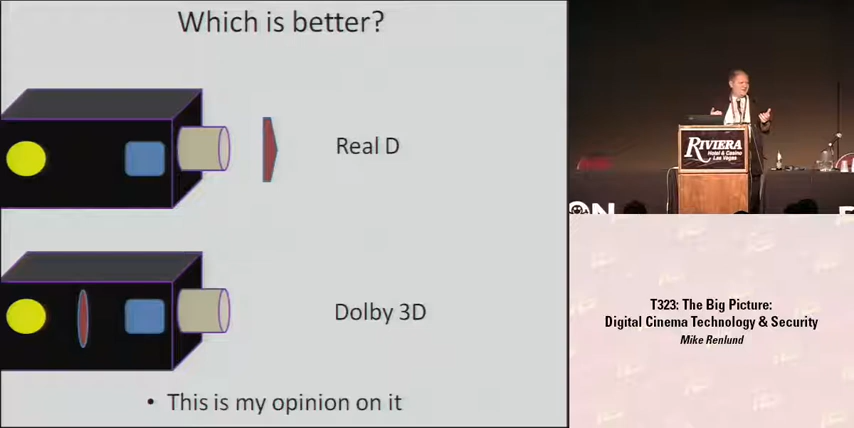 Which is better?
Real D
Dolby 3D
• This is my opinion on it
RIVIERA
Hotel & Casino
Las Vegas
ON
T323: The Big Picture:
Digital Cinema Technology & Security
Mike Renlund